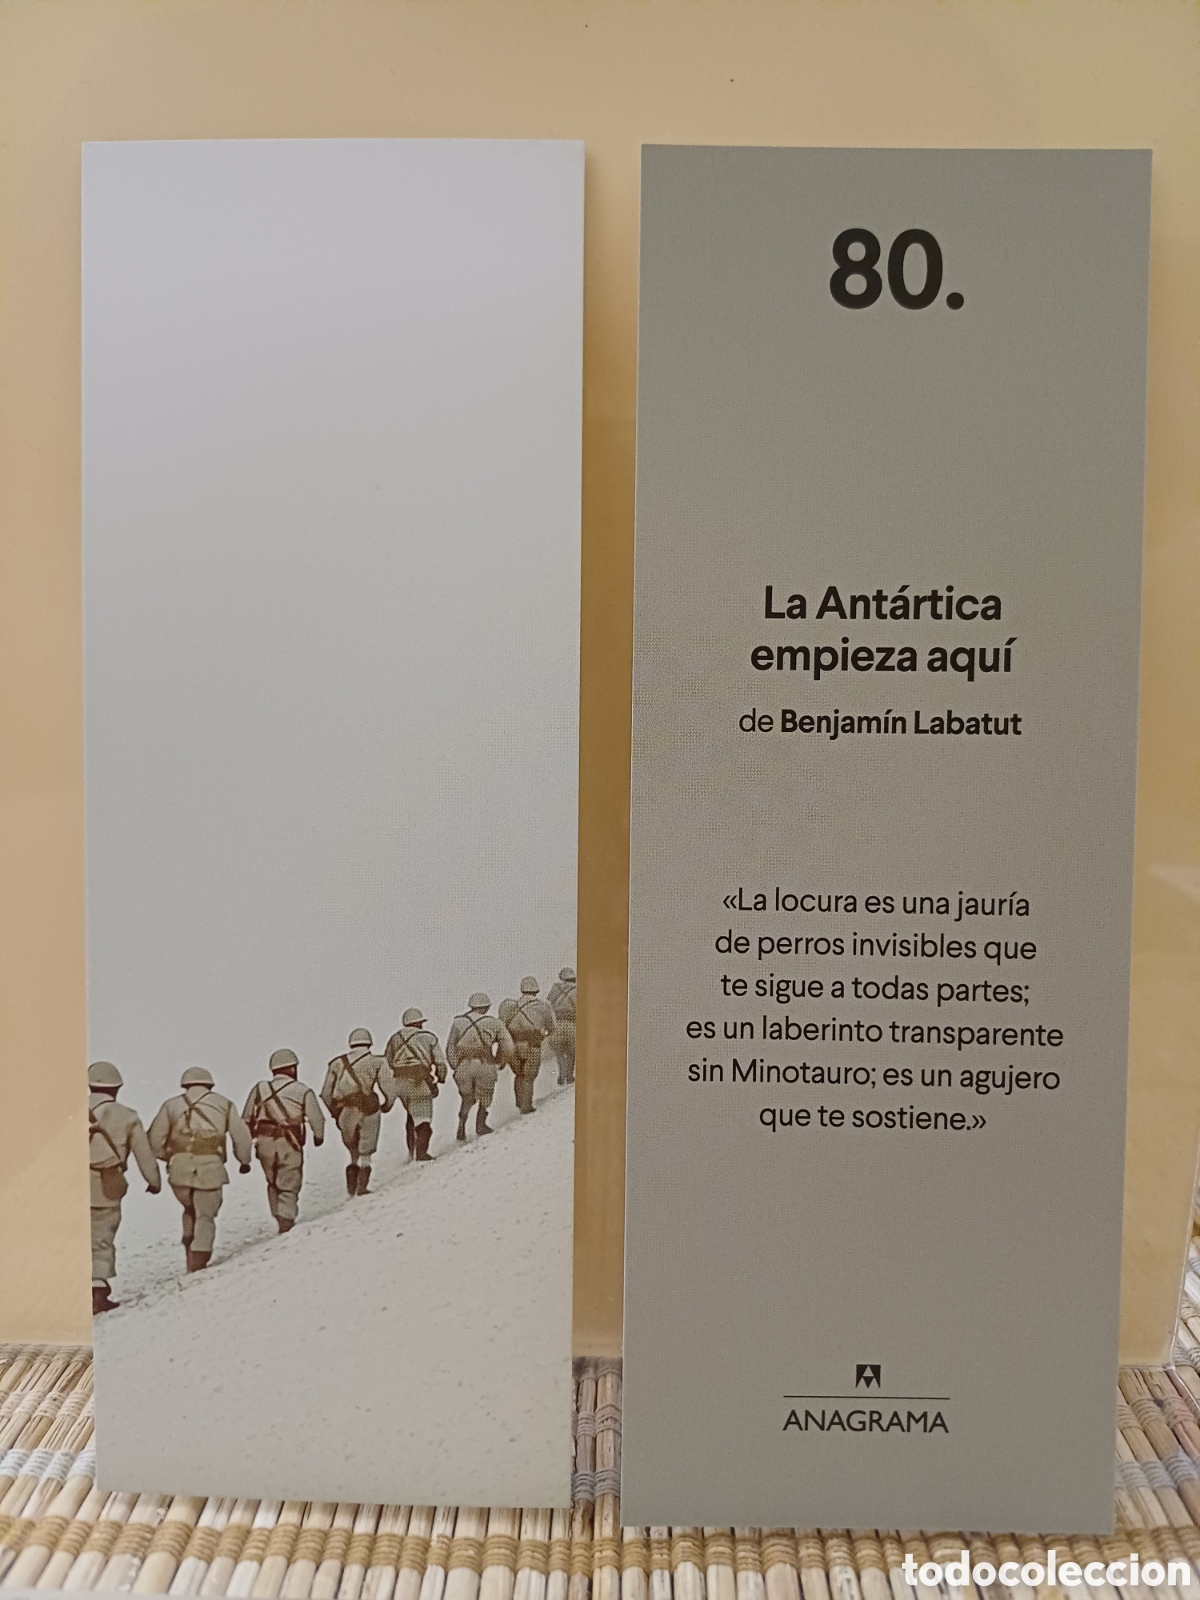 80.
La Antártica
empieza aquí
de Benjamín Labatut
«La locura es una jauría
de perros invisibles que
te sigue a todas partes;
es un laberinto transparente
sin Minotauro; es un agujero
que te sostiene.»
ANAGRAMA
todocoleccion